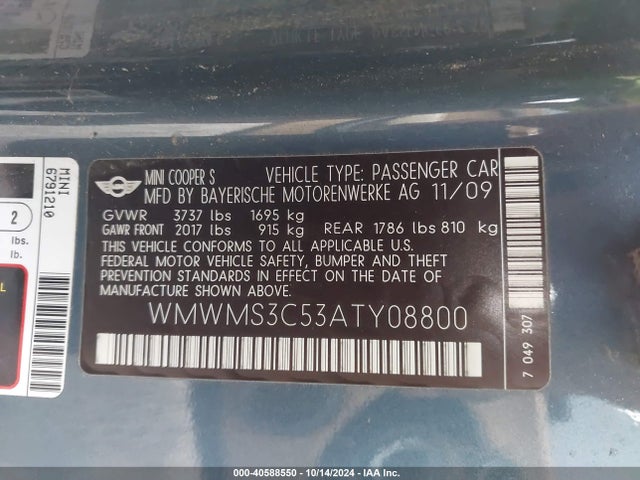 MINI COOPER S VEHICLE TYPE: PASSENGER CAR
MFD BY BAYERISCHE MOTORENWERKE AG 11/09
GVWR 3737 lbs 1695 kg
GAWR FRONT 2017 lbs 915 kg REAR 1786 lbs 810 kg
THIS VEHICLE CONFORMS TO ALL APPLICABLE U.S.
FEDERAL MOTOR VEHICLE SAFETY, BUMPER AND THEFT
PREVENTION STANDARDS IN EFFECT ON THE DATE OF
MANUFACTURE SHOWN ABOVE.
WMWMS3C53ATY08800
7 049 307
MINI
6791210
2
lbs.
lb.
000-40588550 | 10/14/2024 | IAAI.COM